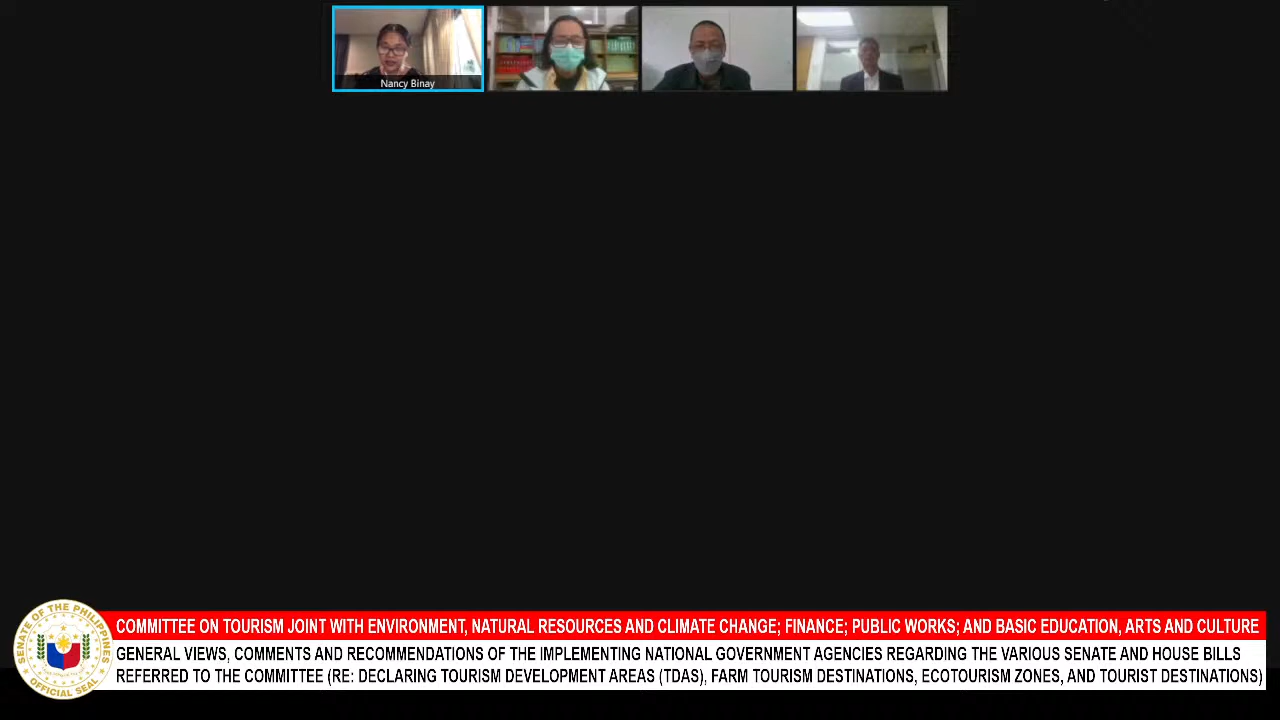 Nancy Binay
SENATE OF THE PHILIPPINES
OFFICIAL SEAL
COMMITTEE ON TOURISM JOINT WITH ENVIRONMENT, NATURAL RESOURCES AND CLIMATE CHANGE; FINANCE; PUBLIC WORKS; AND BASIC EDUCATION, ARTS AND CULTURE
GENERAL VIEWS, COMMENTS AND RECOMMENDATIONS OF THE IMPLEMENTING NATIONAL GOVERNMENT AGENCIES REGARDING THE VARIOUS SENATE AND HOUSE BILLS
REFERRED TO THE COMMITTEE (RE: DECLARING TOURISM DEVELOPMENT AREAS (TDAS), FARM TOURISM DESTINATIONS, ECOTOURISM ZONES, AND TOURIST DESTINATIONS)